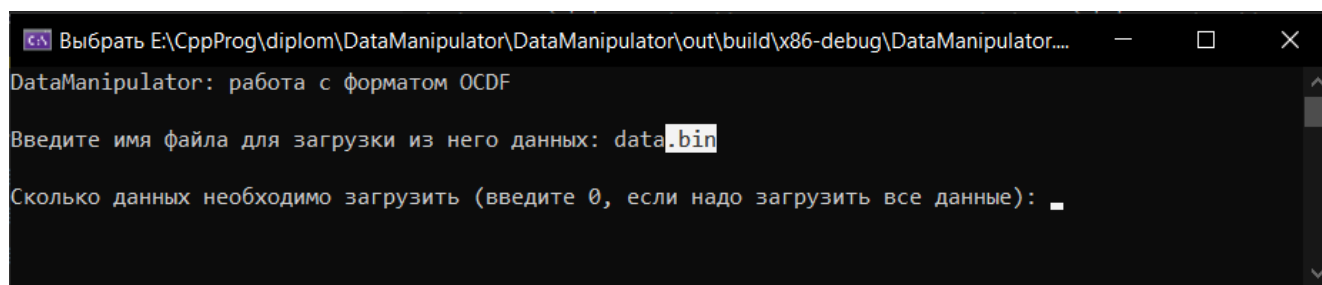 Выбрать E:\CppProg\diplom\DataManipulator\DataManipulator\out\build\x86-debug\DataManipulator....
DataManipulator: работа с форматом OCDF
Введите имя файла для загрузки из него данных: data.bin
Сколько данных необходимо загрузить (введите 0, если надо загрузить все данные):